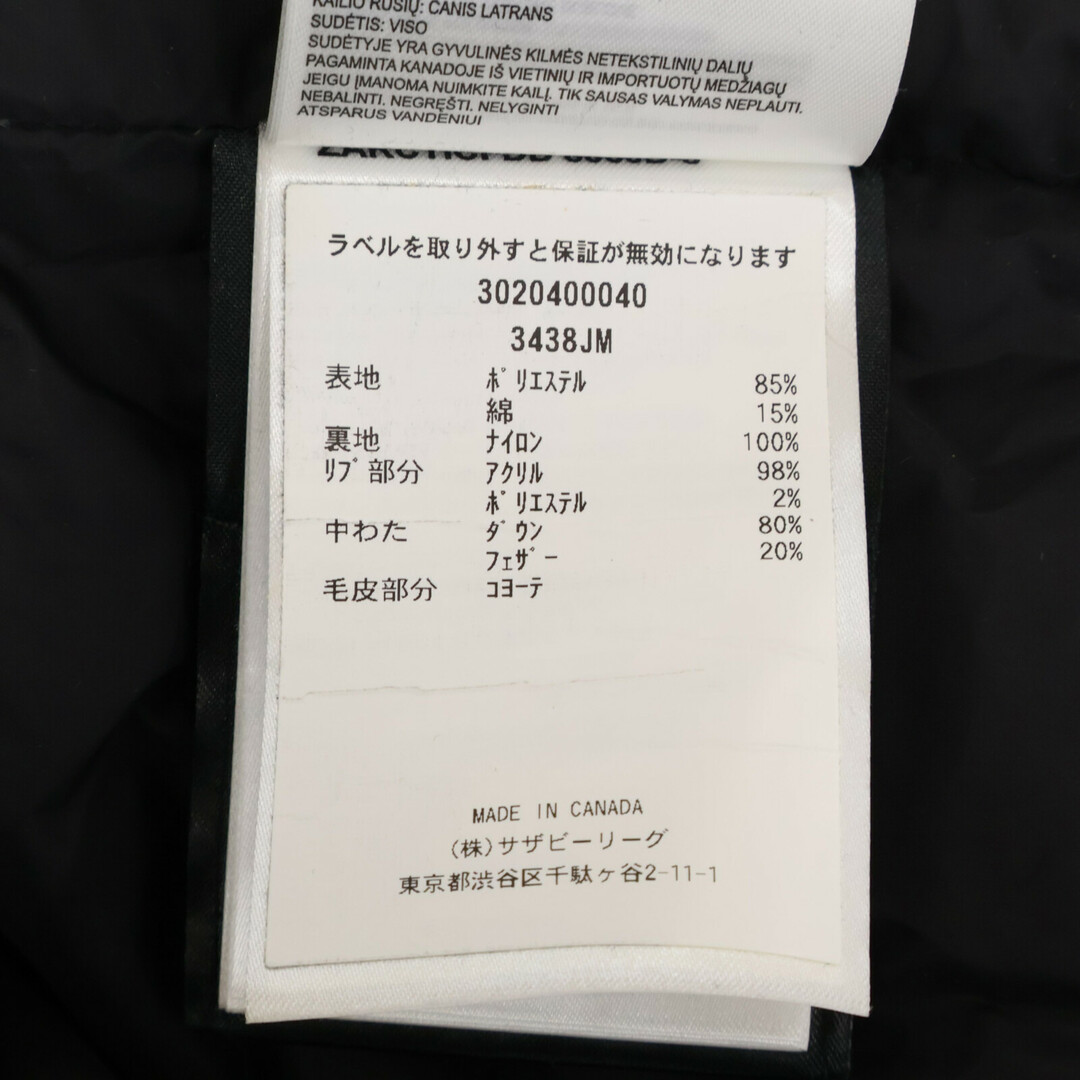 KAILIO RŪŠIŲ: CANIS LATRANS
SUDĖTIS: VISO
SUDĖTYJE YRA GYVULINĖS KILMĖS NETEKSTILINIŲ DALIŲ
PAGAMINTA KANADOJE IŠ VIETINIŲ IR IMPORTUOTŲ MEDŽIAGŲ
JEIGU ĮMANOMA NUIMKITE KAILĮ. TIK SAUSAS VALYMAS NEPLAUTI.
NEBALINTI. NEGRĘŠTI. NELYGINTI
ATSPARUS VANDENIUI
ラベルを取り外すと保証が無効になります
3020400040
3438JM
表地 ﾎﾟﾘｴｽﾃﾙ 85%
綿 15%
裏地 ﾅｲﾛﾝ 100%
ﾘﾌﾞ部分 ｱｸﾘﾙ 98%
ﾎﾟﾘｴｽﾃﾙ 2%
中わた ﾀﾞｳﾝ 80%
ﾌｪｻﾞｰ 20%
毛皮部分 ｺﾖｰﾃ
MADE IN CANADA
(株)サザビーリーグ
東京都渋谷区千駄ヶ谷2-11-1